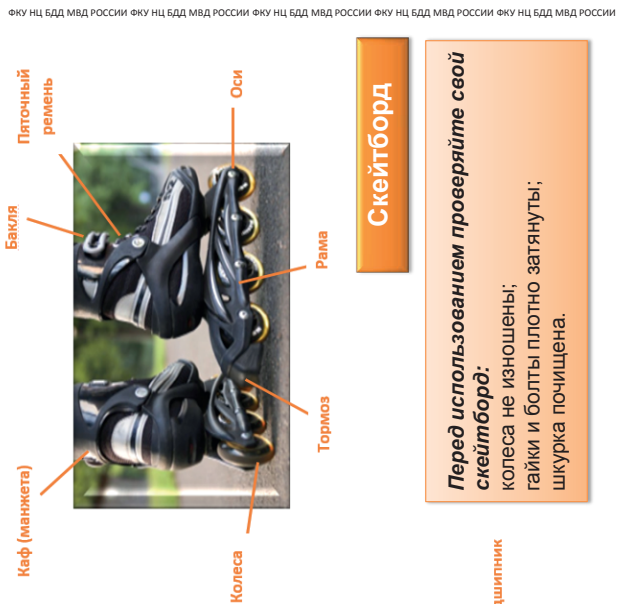 ФКУ НЦ БДД МВД РОССИИ ФКУ НЦ БДД МВД РОССИИ ФКУ НЦ БДД МВД РОССИИ ФКУ НЦ БДД МВД РОССИИ ФКУ НЦ БДД МВД РОССИИ
Каф (манжета)
Бакля
Пяточный
ремень
Колеса
Оси
Тормоз
Рама
Скейтборд
Перед использованием проверяйте свой
скейтборд:
колеса не изношены;
гайки и болты плотно затянуты;
шкурка почищена.